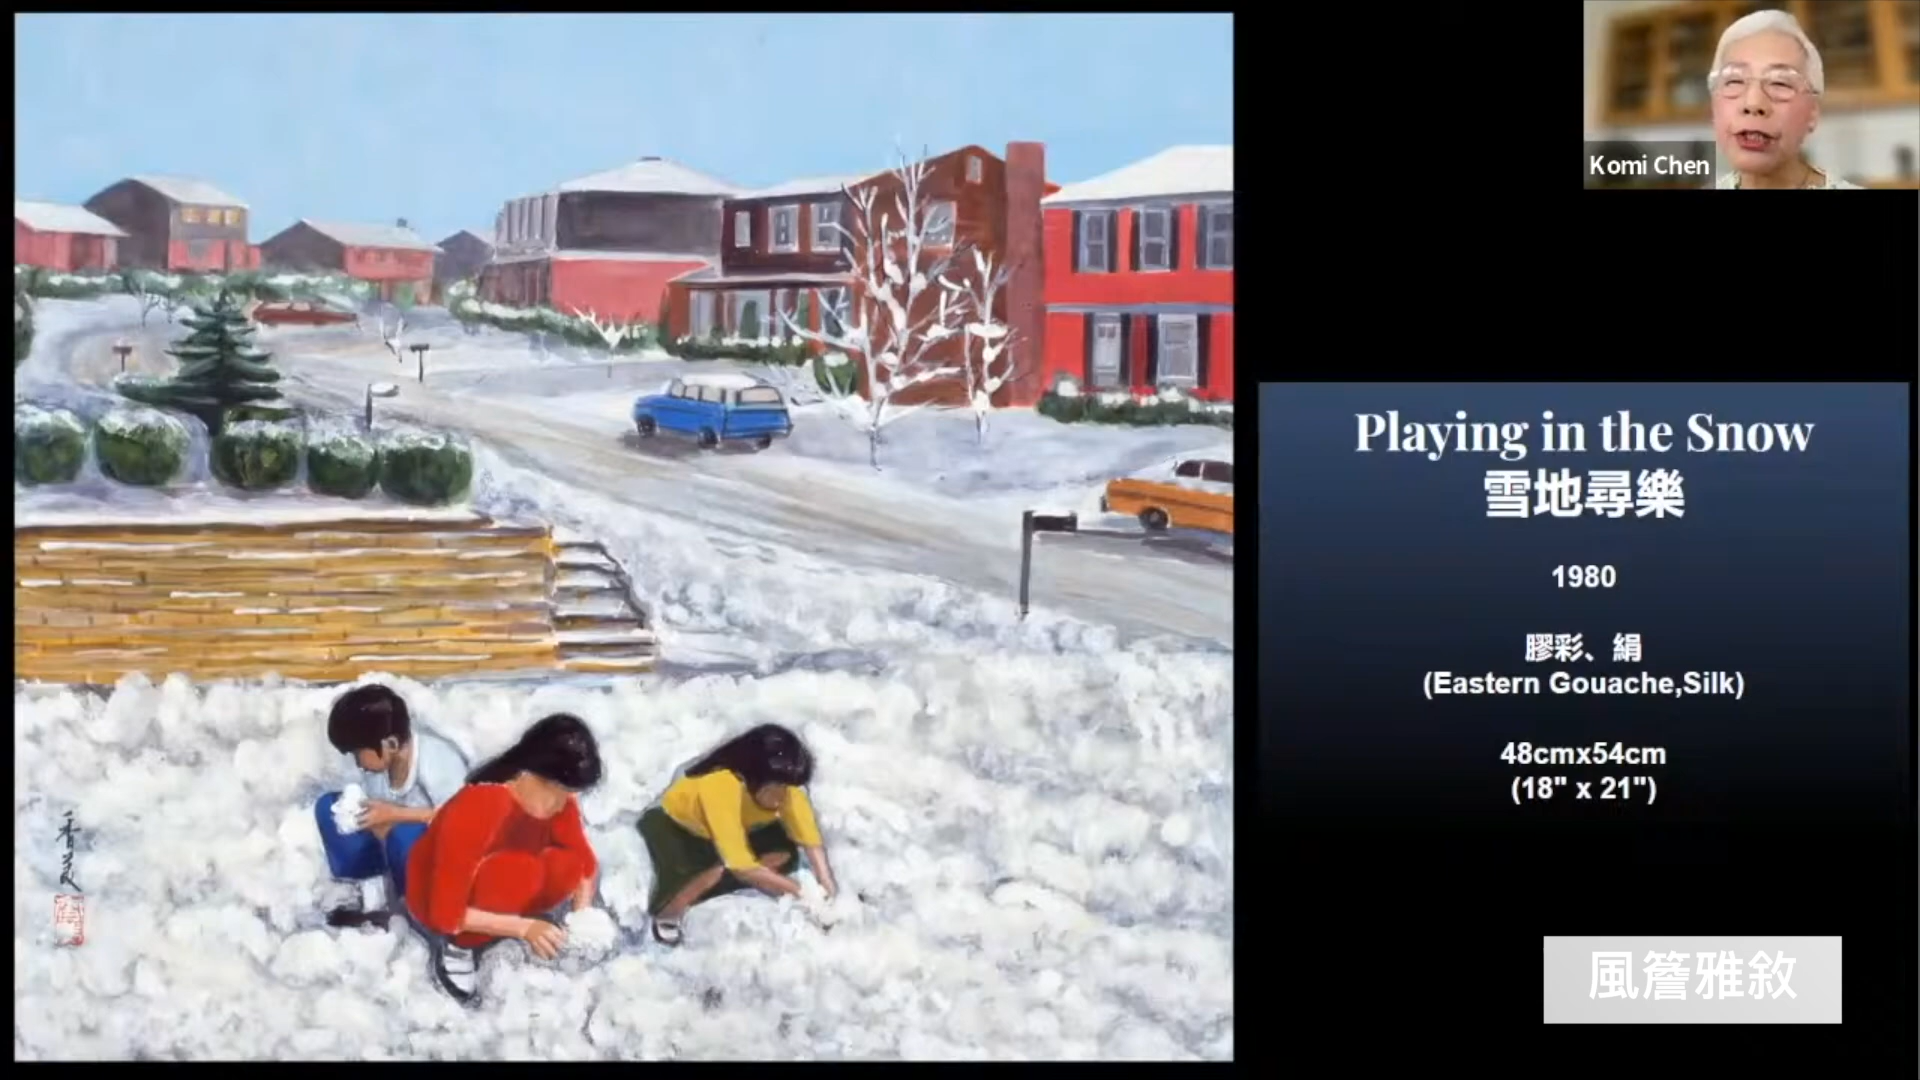 Komi Chen
Playing in the Snow
雪地尋樂
1980
膠彩、絹
(Eastern Gouache,Silk)
48cmx54cm
(18" x 21")
香美
風簷雅敘